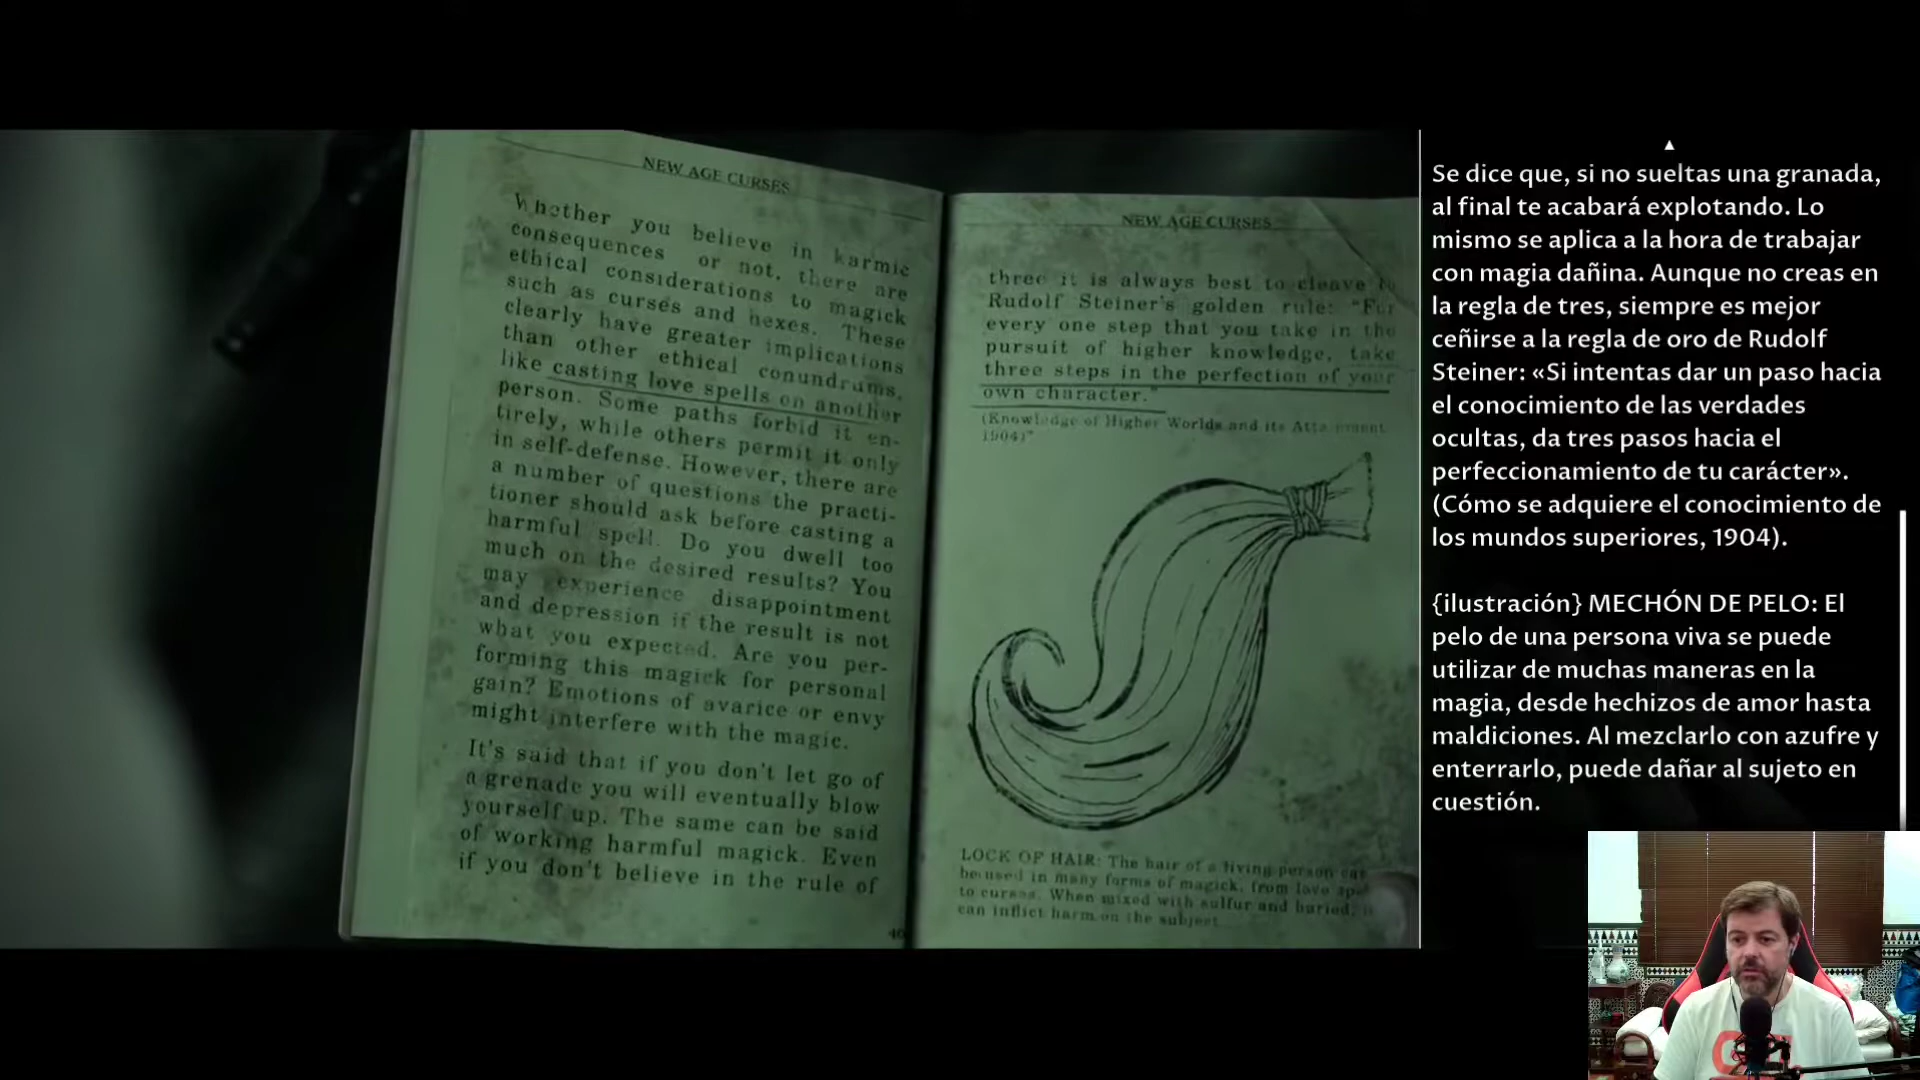 NEW AGE CURSES
Whether you believe in karmic
consequences or not, there are
ethical considerations to magick
such as curses and hexes. These
clearly have greater implications
than other ethical conundrums,
like casting love spells on another
person. Some paths forbid it en-
tirely, while others permit it only
in self-defense. However, there are
a number of questions the practi-
tioner should ask before casting a
harmful spell. Do you dwell too
much on the desired results? You
may experience disappointment
and depression if the result is not
what you expected. Are you per-
forming this magick for personal
gain? Emotions of avarice or envy
might interfere with the magic.
It's said that if you don't let go of
a grenade you will eventually blow
yourself up. The same can be said
of working harmful magick. Even
if you don't believe in the rule of
NEW AGE CURSES
three it is always best to cleave to
Rudolf Steiner's golden rule: "For
every one step that you take in the
pursuit of higher knowledge, take
three steps in the perfection of your
own character."
(Knowledge of Higher Worlds and its Attainment
1904)"
LOCK OF HAIR: The hair of a living person can
be used in many forms of magick, from love
to curses. When mixed with sulfur and buried,
can inflict harm on the subject
Se dice que, si no sueltas una granada,
al final te acabará explotando. Lo
mismo se aplica a la hora de trabajar
con magia dañina. Aunque no creas en
la regla de tres, siempre es mejor
ceñirse a la regla de oro de Rudolf
Steiner: «Si intentas dar un paso hacia
el conocimiento de las verdades
ocultas, da tres pasos hacia el
perfeccionamiento de tu carácter».
(Cómo se adquiere el conocimiento de
los mundos superiores, 1904).
{ilustración} MECHÓN DE PELO: El
pelo de una persona viva se puede
utilizar de muchas maneras en la
magia, desde hechizos de amor hasta
maldiciones. Al mezclarlo con azufre y
enterrarlo, puede dañar al sujeto en
cuestión.